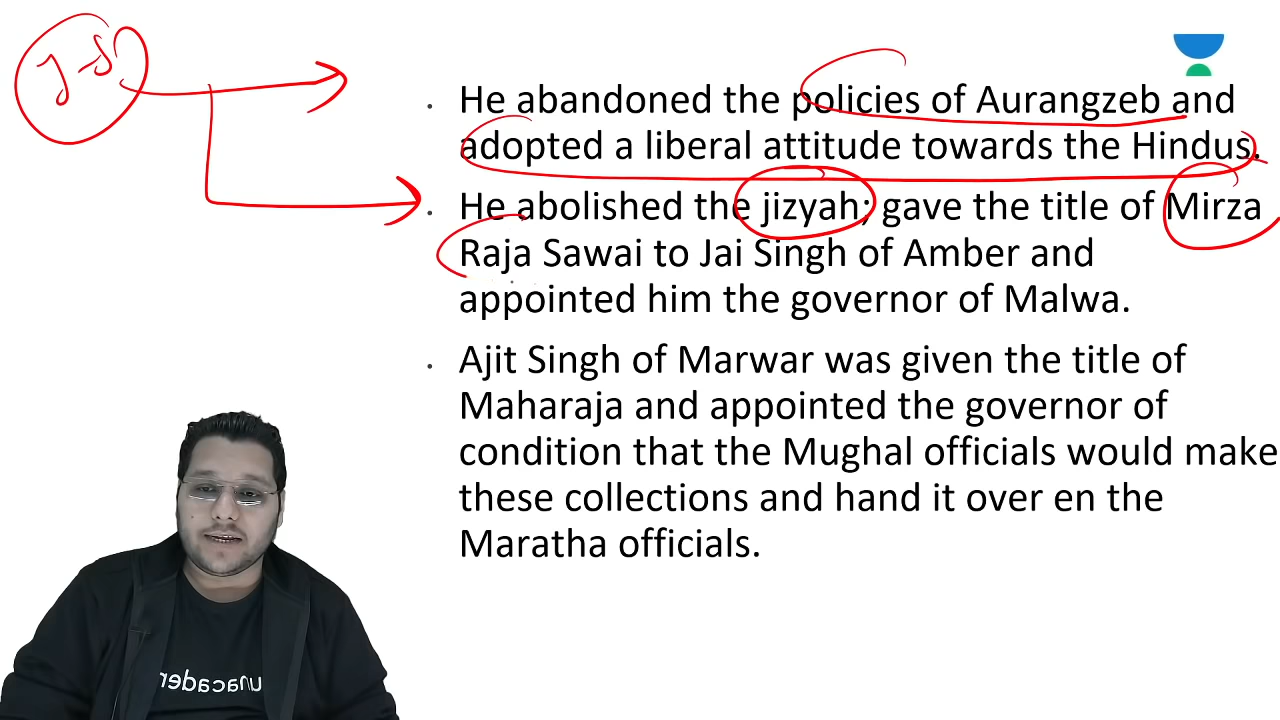 J-S
He abandoned the policies of Aurangzeb and
adopted a liberal attitude towards the Hindus.
He abolished the jizyah; gave the title of Mirza
Raja Sawai to Jai Singh of Amber and
appointed him the governor of Malwa.
Ajit Singh of Marwar was given the title of
Maharaja and appointed the governor of
condition that the Mughal officials would make
these collections and hand it over en the
Maratha officials.
unacader